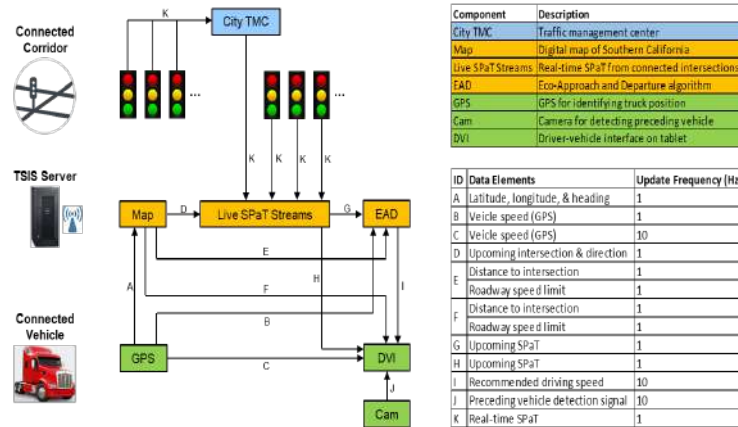 Connected
Corridor
TSIS Server
Connected
Vehicle
K
City TMC
...
...
K
K
K
K
Map
D
Live SPaT Streams
G
EAD
E
H
F
I
A
B
GPS
C
DVI
J
Cam
Component Description
City TMC Traffic management center
Map Digital map of Southern California
Live SPaT Streams Real-time SPaT from connected intersections
EAD Eco-Approach and Departure algorithm
GPS GPS for identifying truck position
Cam Camera for detecting preceding vehicle
DVI Driver-vehicle interface on tablet
ID Data Elements Update Frequency (Hz
A Latitude, longitude, & heading 1
B Veicle speed (GPS) 1
C Veicle speed (GPS) 10
D Upcoming intersection & direction 1
E Distance to intersection 1
Roadway speed limit 1
F Distance to intersection 1
Roadway speed limit 1
G Upcoming SPaT 1
H Upcoming SPaT 1
I Recommended driving speed 10
J Preceding vehicle detection signal 10
K Real-time SPaT 1